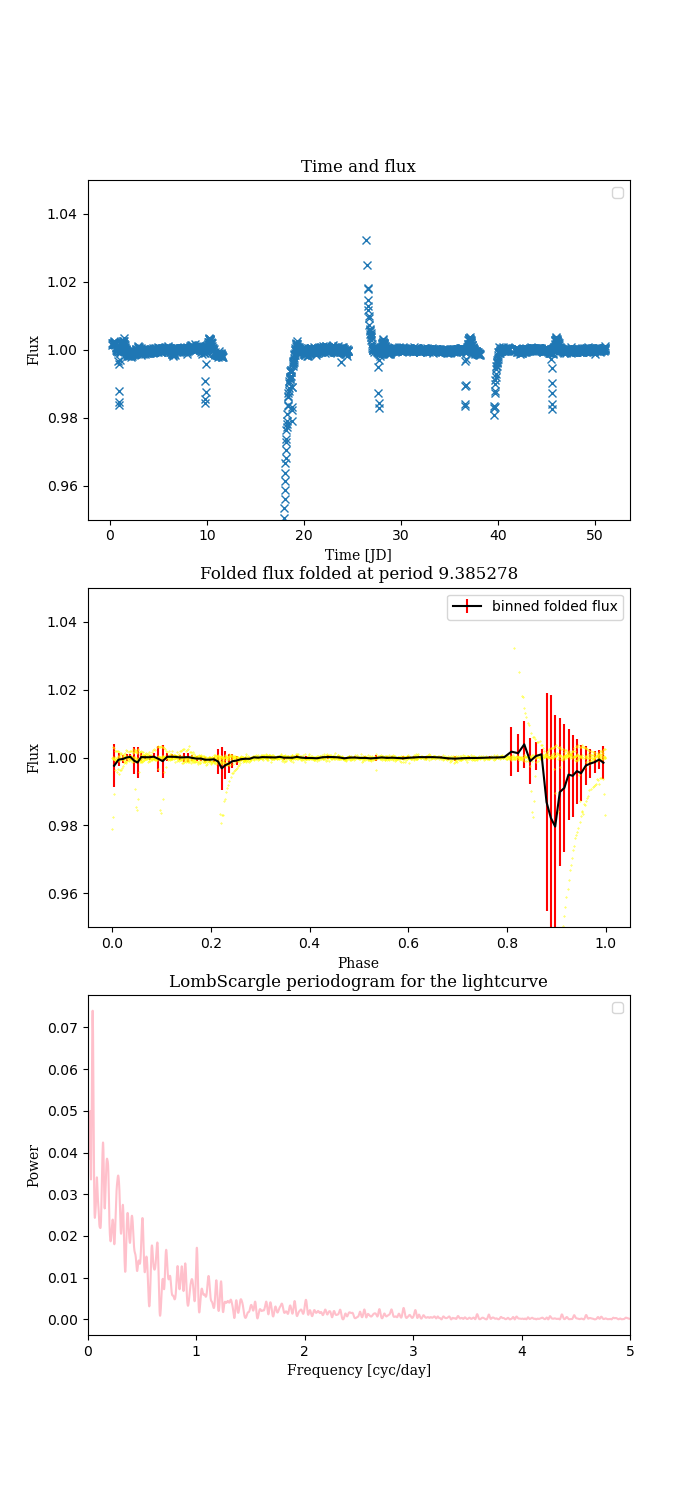 Time and flux
1.04
1.02
1.00
0.98
0.96
Flux
0 10 20 30 40 50
Time [JD]
Folded flux folded at period 9.385278
binned folded flux
1.04
1.02
1.00
0.98
0.96
Flux
0.0 0.2 0.4 0.6 0.8 1.0
Phase
LombScargle periodogram for the lightcurve
0.07
0.06
0.05
0.04
0.03
0.02
0.01
0.00
Power
0 1 2 3 4 5
Frequency [cyc/day]